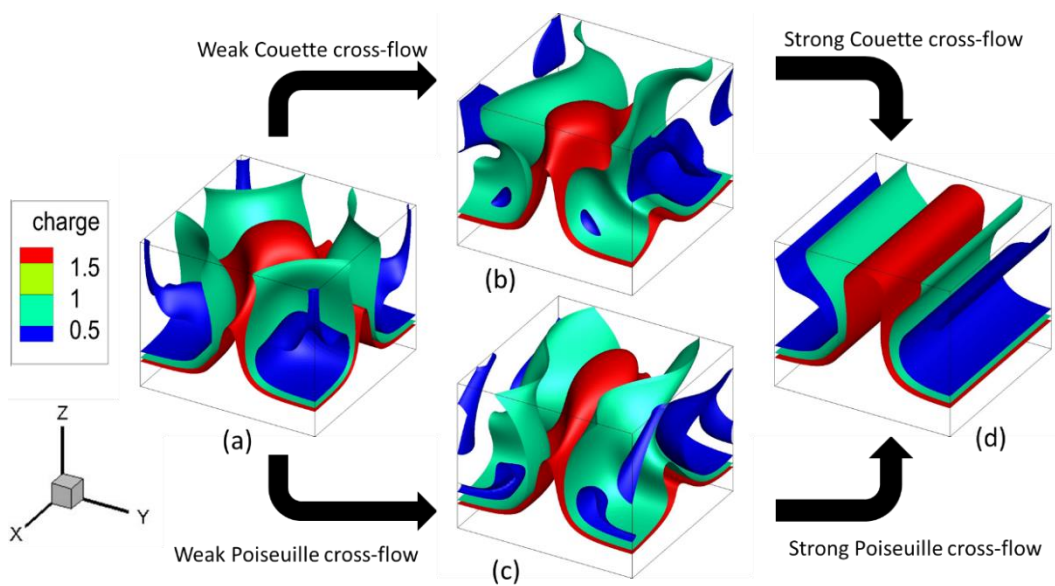 Weak Couette cross-flow
Strong Couette cross-flow
charge
1.5
1
0.5
(a)
(b)
(c)
(d)
Z
X
Y
Weak Poiseuille cross-flow
Strong Poiseuille cross-flow